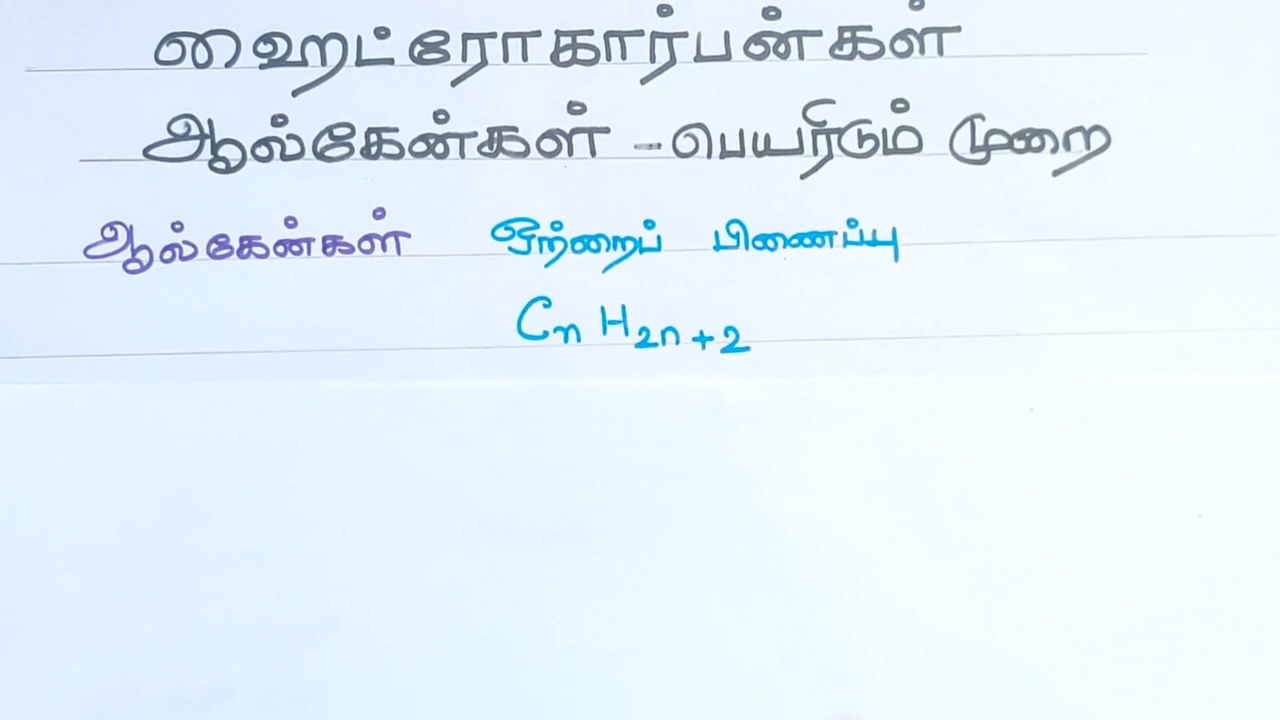 ஹைட்ரோகார்பன்கள்
ஆல்கேன்கள் - பெயரிடும் முறை
ஆல்கேன்கள் ஒற்றைப் பிணைப்பு
CnH2n+2